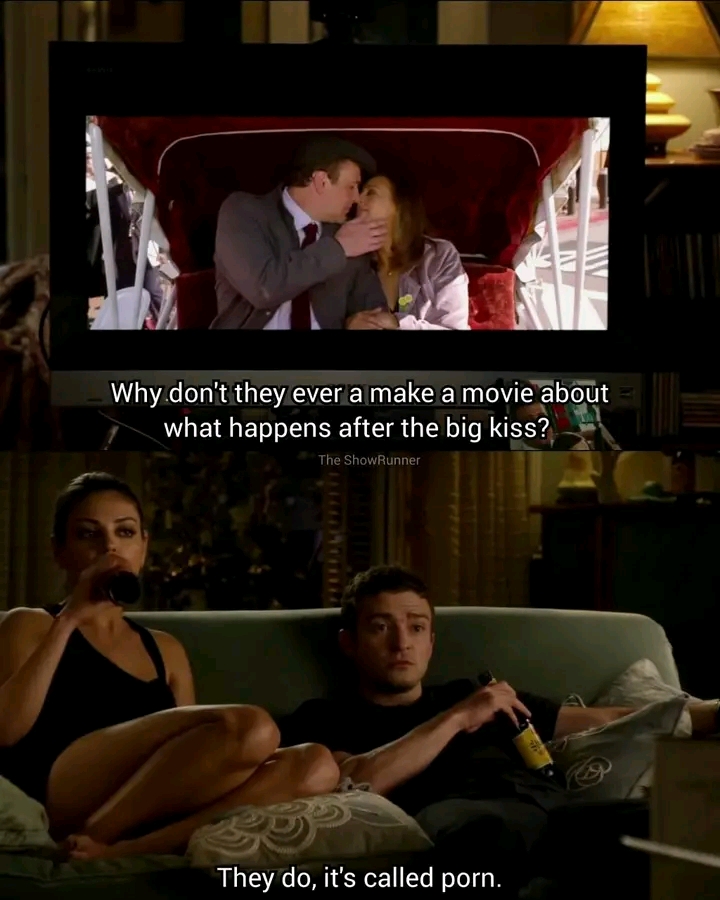 Why don't they ever a make a movie about
what happens after the big kiss?
The ShowRunner
They do, it's called porn.